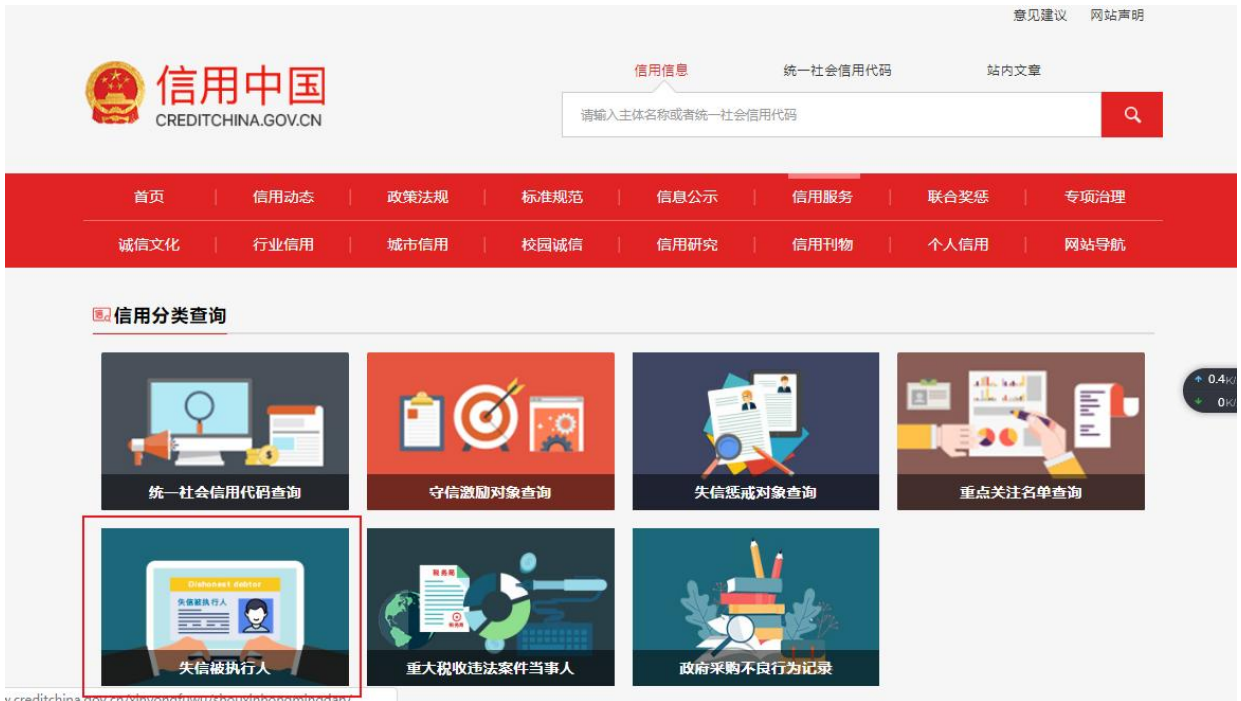 意见建议 网站声明
信用中国
CREDITCHINA.GOV.CN
信用信息 统一社会信用代码 站内文章
请输入主体名称或者统一社会信用代码
首页 信用动态 政策法规 标准规范 信息公示 信用服务 联合奖惩 专项治理
诚信文化 行业信用 城市信用 校园诚信 信用研究 信用刊物 个人信用 网站导航
信用分类查询
统一社会信用代码查询 守信激励对象查询 失信惩戒对象查询 重点关注名单查询
0.4K/
0K/
Dishonest debtor
失信被执行人
税务局
失信被执行人 重大税收违法案件当事人 政府采购不良行为记录